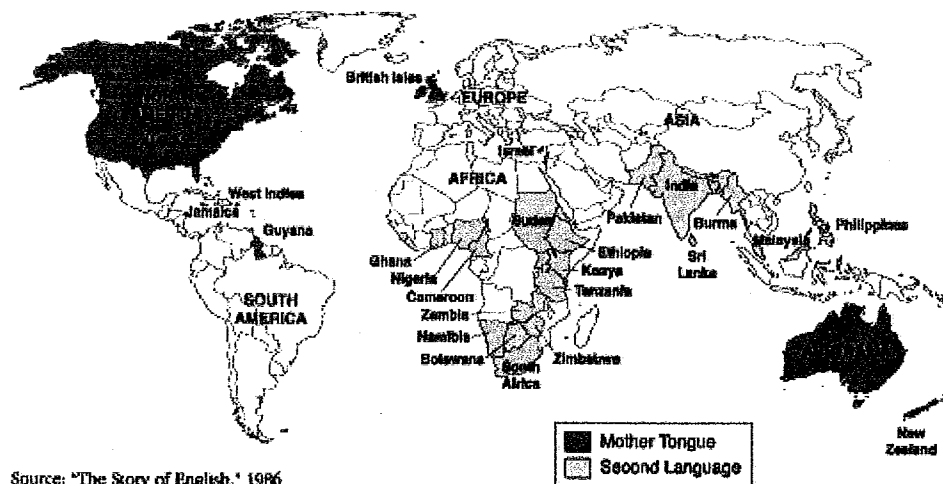 British Isles
EUROPE
ASIA
Israel
AFRICA
West Indies
Jamaica
Guyana
Sudan
Pakistan
India
Burma
Philippines
Malaysia
Sri
Lanka
Ethiopia
Kenya
Tanzania
Ghana
Nigeria
Cameroon
Zambia
Namibia
Botswana
South
Africa
Zimbabwe
SOUTH
AMERICA
New
Zealand
Mother Tongue
Second Language
Source: "The Story of English," 1986